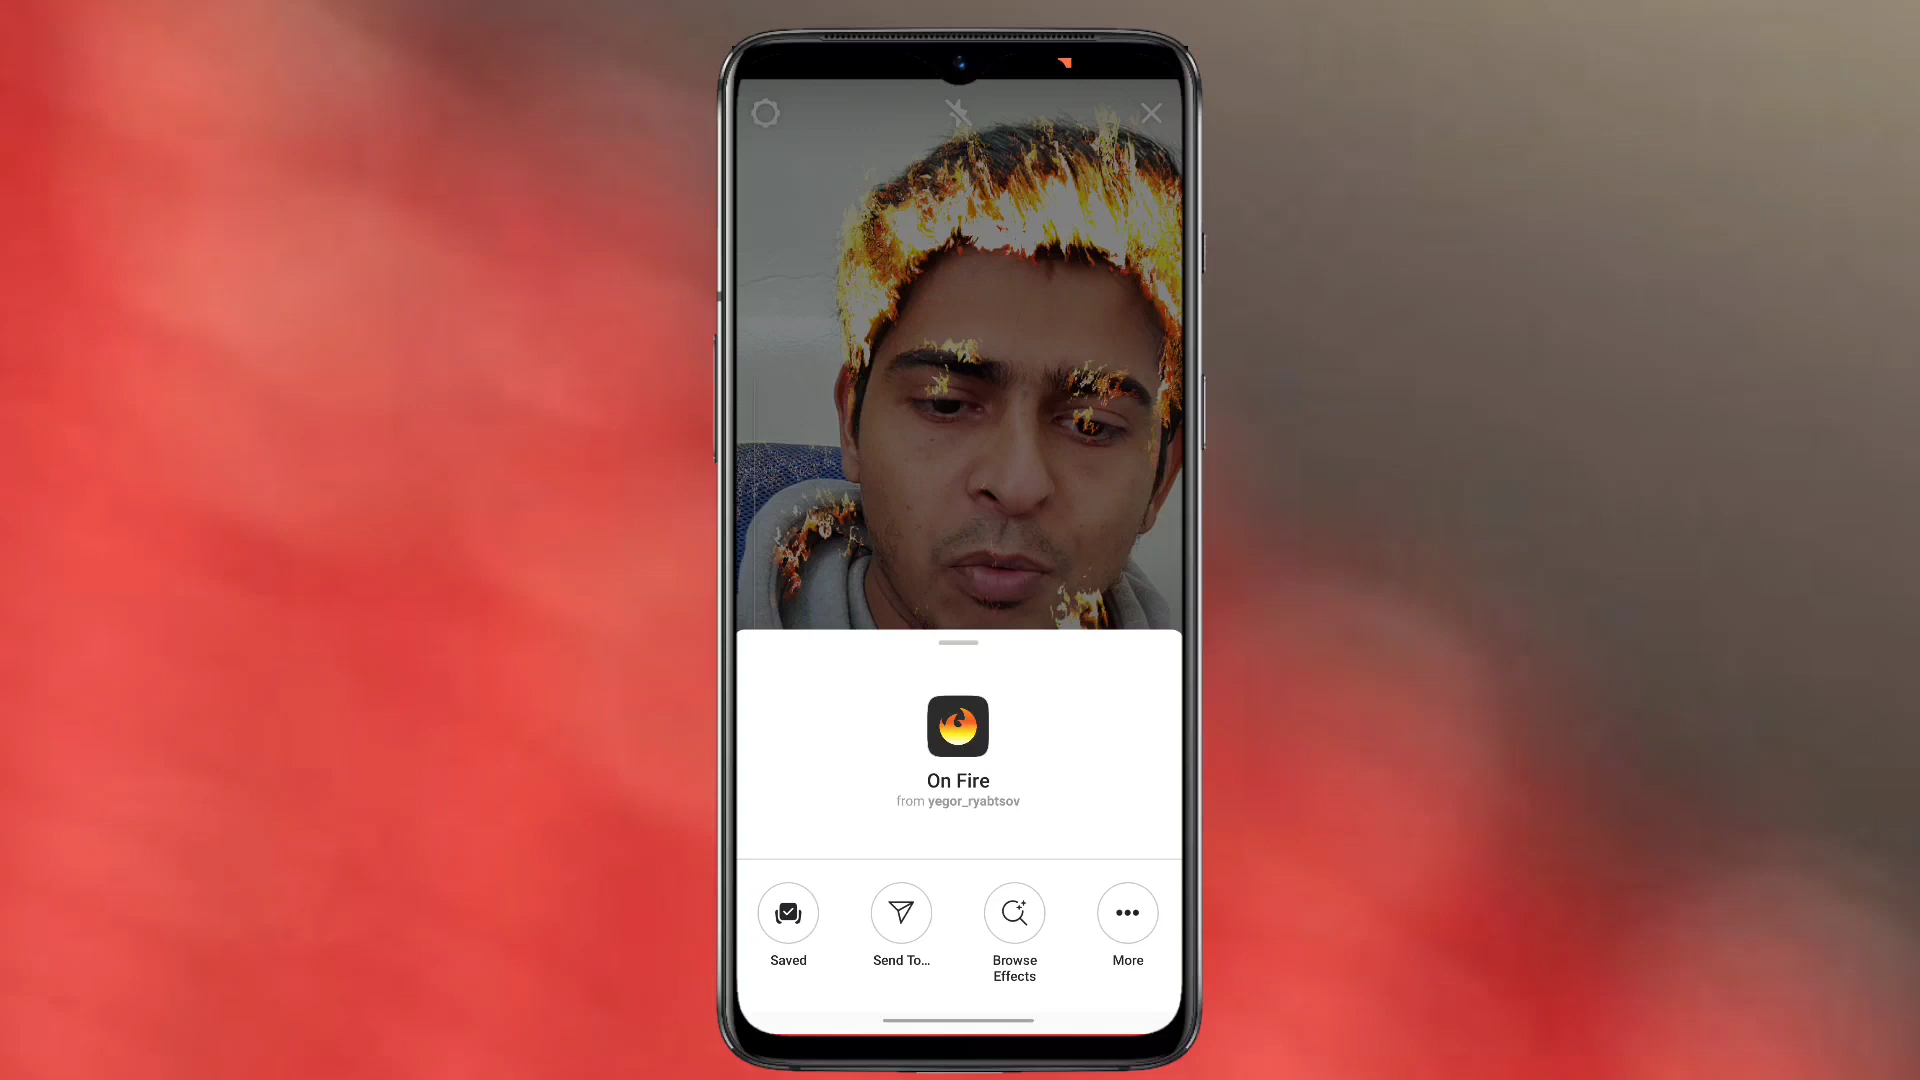 On Fire
from yegor_ryabtsov
Saved
Send To...
Browse
Effects
More